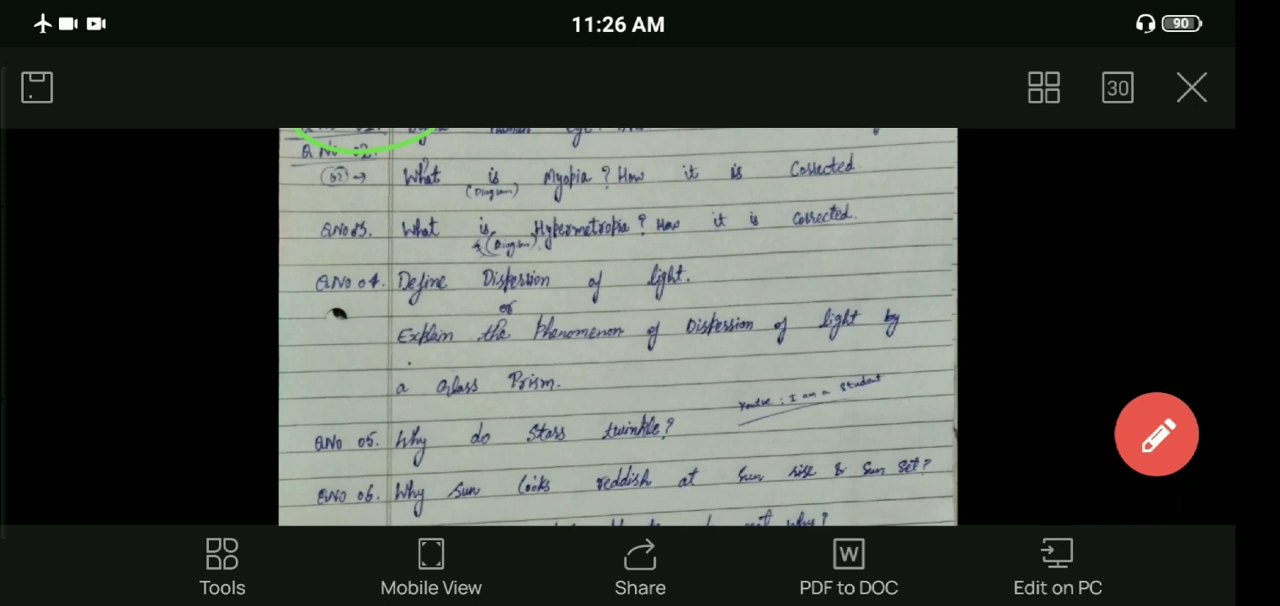 11:26 AM
90
30
Q No 02.
What is Myopia? How it is Corrected.
(Diagram)
Q.No 03. What is Hypermetropia? How it is Corrected.
(Diagram)
Q.No 04. Define Dispersion of light.
or
Explain the Phenomenon of Dispersion of light by
a Glass Prism.
I am a Student
Q.No 05. Why do Stars twinkle?
Q.No 06. Why Sun looks reddish at Sun rise & Sun Set?
why?
Tools
Mobile View
Share
W
PDF to DOC
Edit on PC